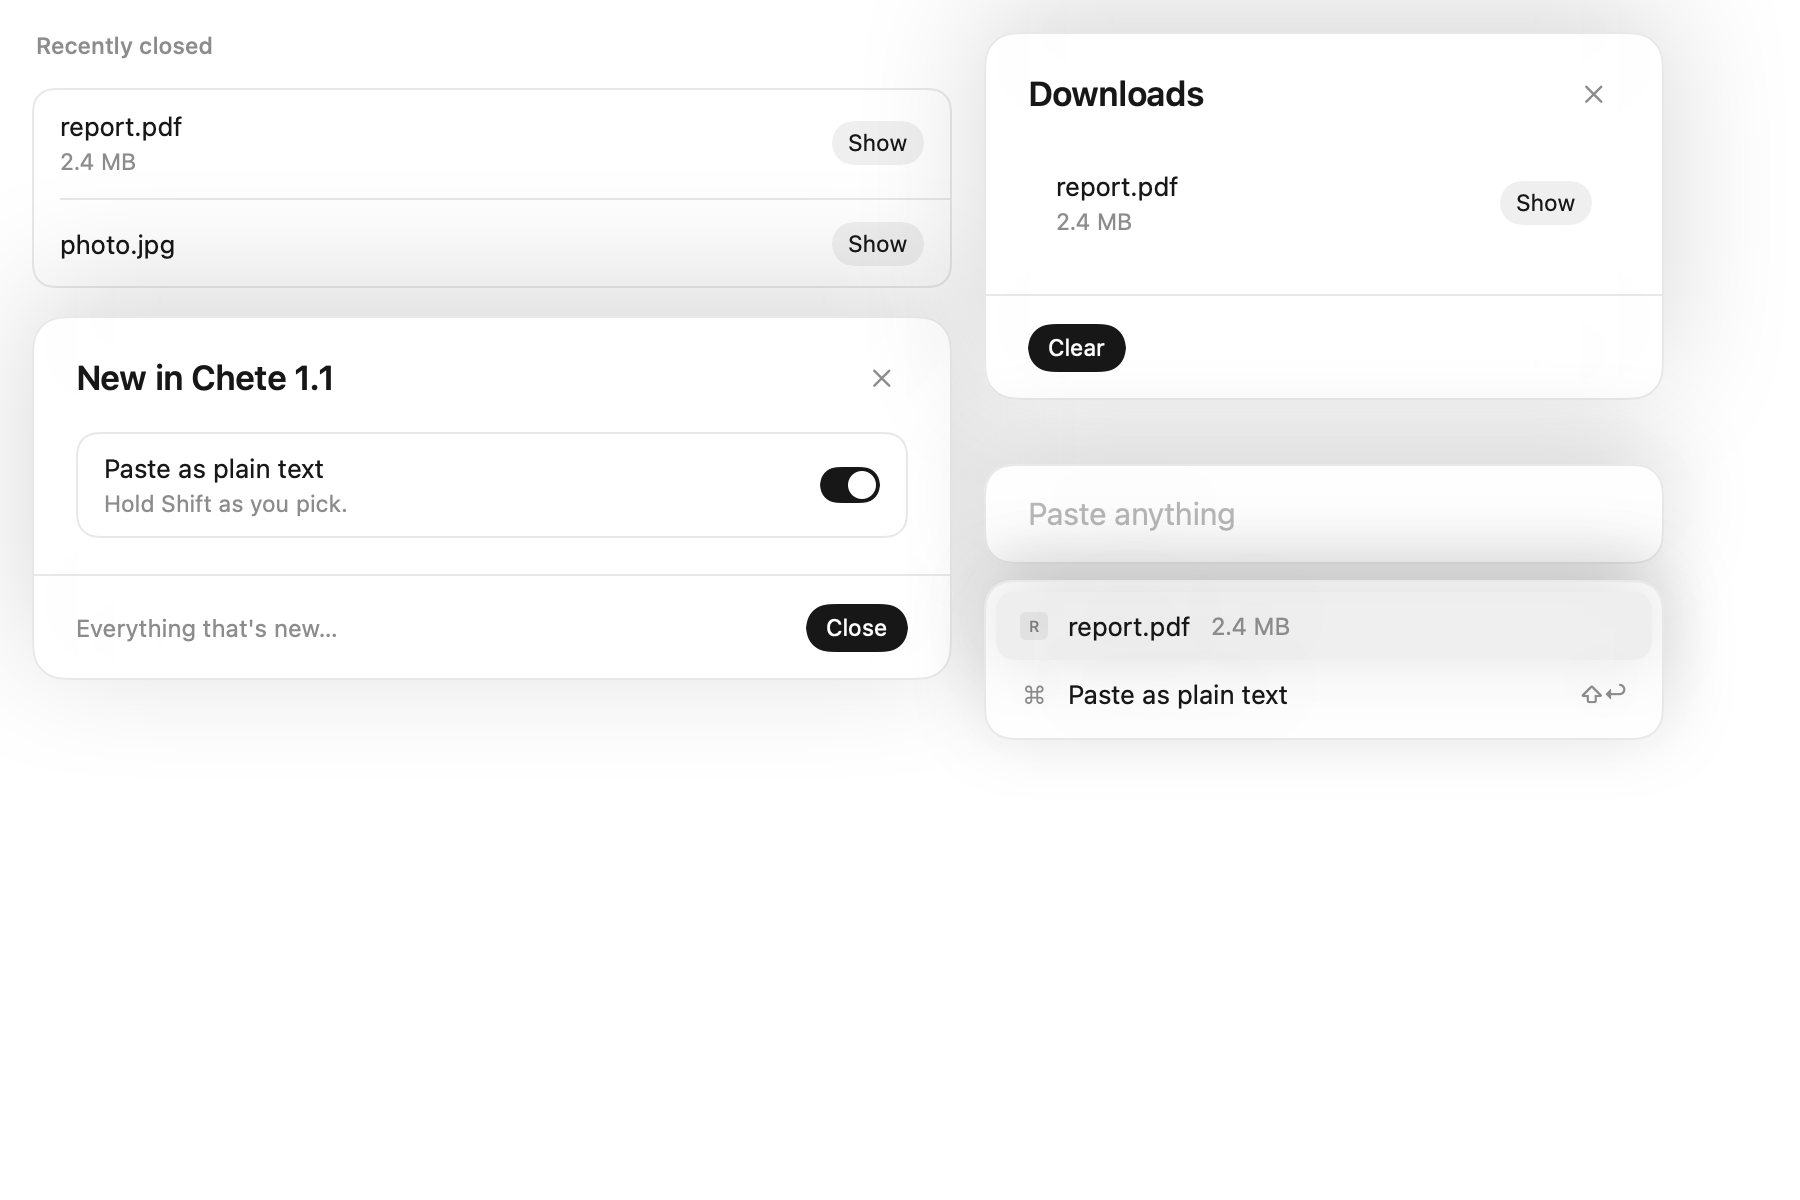 Recently closed
report.pdf
2.4 MB
Show
photo.jpg
Show
New in Chete 1.1
Paste as plain text
Hold Shift as you pick.
Everything that's new...
Close
Downloads
report.pdf
2.4 MB
Show
Clear
Paste anything
R report.pdf 2.4 MB
⌘ Paste as plain text ⇧↩